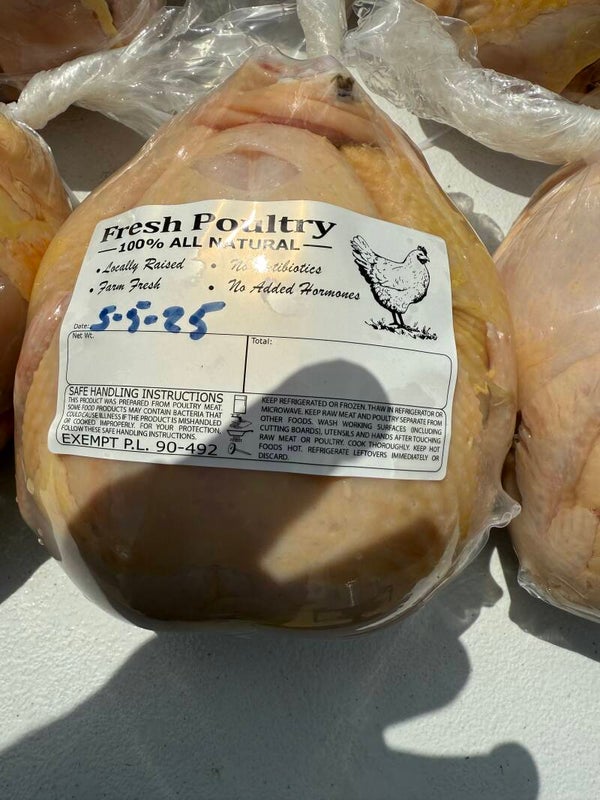 Fresh Poultry
100% ALL NATURAL
• Locally Raised • No tibiotics
• Farm Fresh • No Added Hormones
Date: 5-5-25
Net Wt. Total:
SAFE HANDLING INSTRUCTIONS
THIS PRODUCT WAS PREPARED FROM POULTRY MEAT.
SOME FOOD PRODUCTS MAY CONTAIN BACTERIA THAT
COULD CAUSE ILLNESS IF THE PRODUCT IS MISHANDLED
OR COOKED IMPROPERLY. FOR YOUR PROTECTION,
FOLLOW THESE SAFE HANDLING INSTRUCTIONS.
EXEMPT P.L. 90-492
KEEP REFRIGERATED OR FROZEN. THAW IN REFRIGERATOR OR
MICROWAVE. KEEP RAW MEAT AND POULTRY SEPARATE FROM
OTHER FOODS. WASH WORKING SURFACES (INCLUDING
CUTTING BOARDS), UTENSILS AND HANDS AFTER TOUCHING
RAW MEAT OR POULTRY. COOK THOROUGHLY. KEEP HOT
FOODS HOT. REFRIGERATE LEFTOVERS IMMEDIATELY OR
DISCARD.